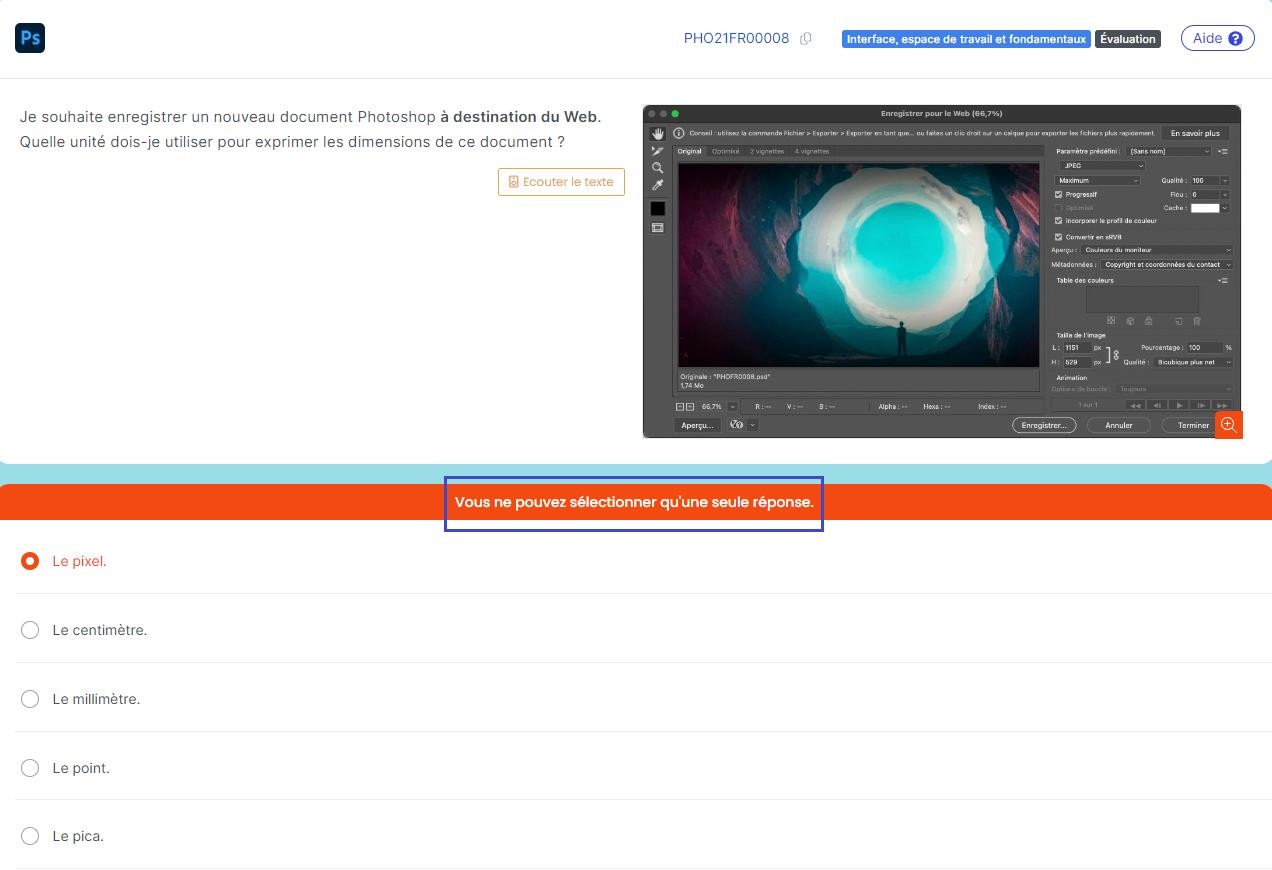 Ps
PHO21FR00008
Interface, espace de travail et fondamentaux
Évaluation
Aide ?
Je souhaite enregistrer un nouveau document Photoshop à destination du Web.
Quelle unité dois-je utiliser pour exprimer les dimensions de ce document ?
Ecouter le texte
Enregistrer pour le Web (66,7%)
Conseil : utilisez la commande Fichier > Exporter > Exporter en tant que... ou faites un clic droit sur un calque pour exporter les fichiers plus rapidement.
En savoir plus
Original Optimisé 2 vignettes 4 vignettes
Paramètre prédéfini : [Sans nom]
JPEG
Maximum Qualité : 100
Progressif Flou : 0
Optimisé Cache :
Incorporer le profil de couleur
Convertir en sRVB
Aperçu : Couleurs du moniteur
Métadonnées : Copyright et coordonnées du contact
Table des couleurs
Taille de l'image
L : 1151 px Pourcentage : 100 %
H : 529 px Qualité : Bicubique plus net
Animation
Options de boucle : Toujours
1 sur 1
Originale : "PHOFR0008.psd"
1,74 Mo
66,7% R : -- V : -- B : -- Alpha : -- Hexa : -- Index : --
Aperçu... Enregistrer... Annuler Terminer
Vous ne pouvez sélectionner qu'une seule réponse.
Le pixel.
Le centimètre.
Le millimètre.
Le point.
Le pica.